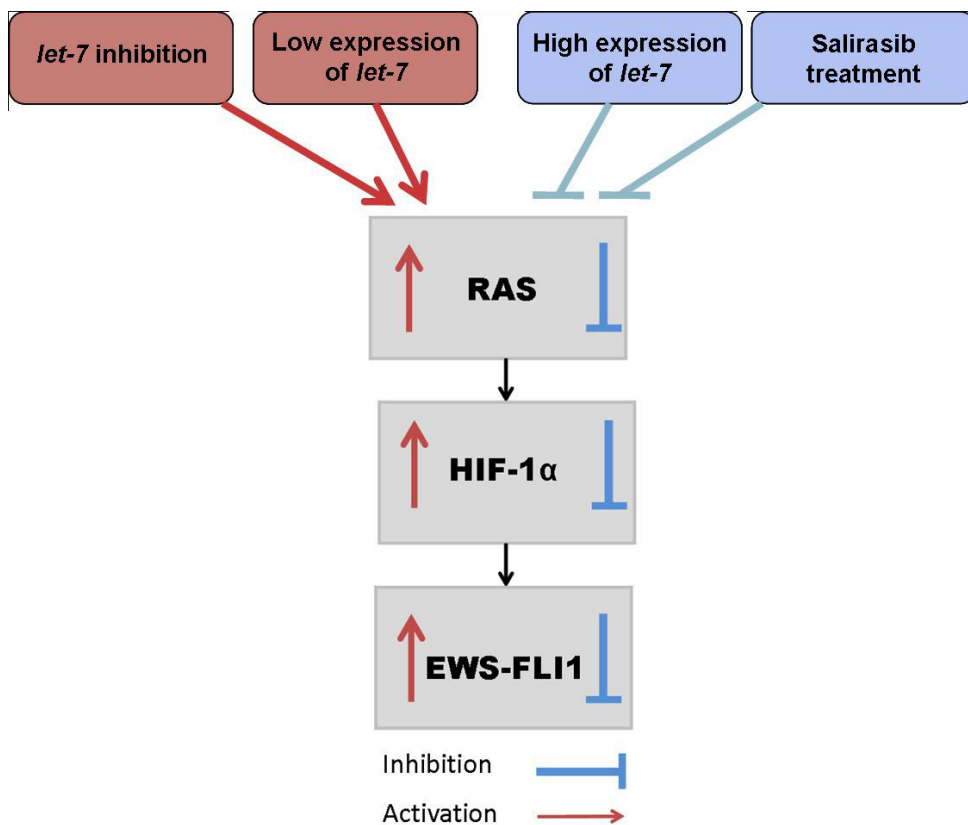 let-7 inhibition
Low expression
of let-7
High expression
of let-7
Salirasib
treatment
RAS
HIF-1α
EWS-FLI1
Inhibition
Activation